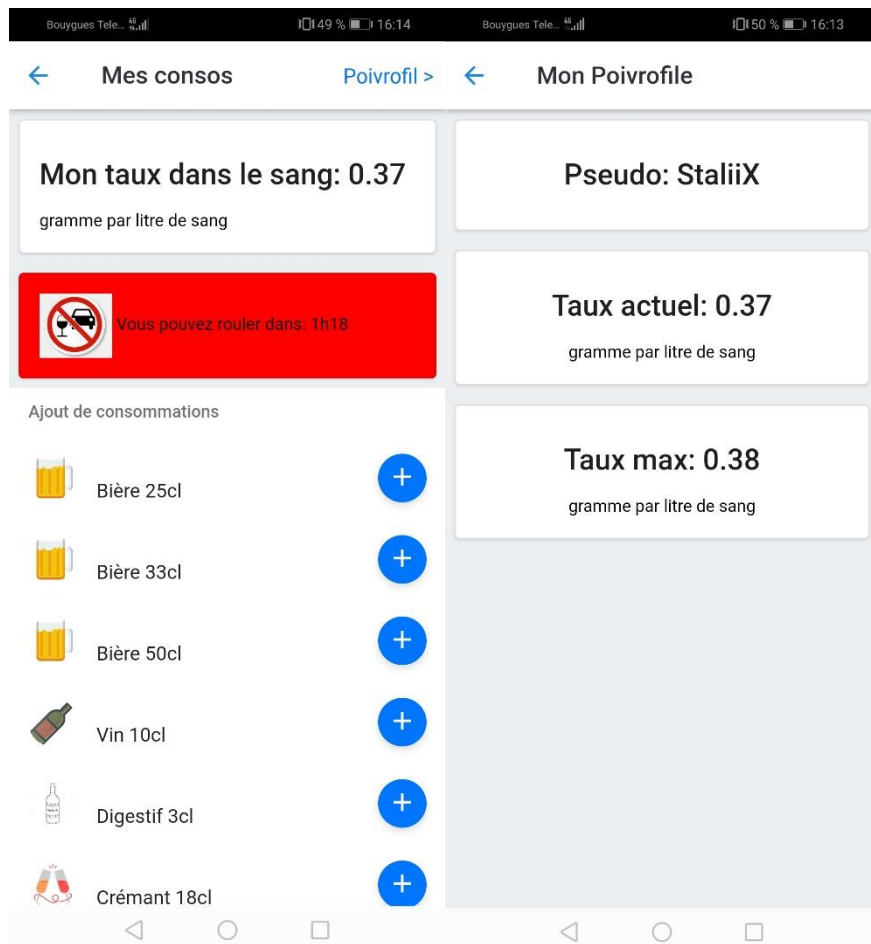 Bouygues Tele... 49 % 16:14
Mes consos
Poivrofil >
Mon taux dans le sang: 0.37
gramme par litre de sang
Vous pouvez rouler dans: 1h18
Ajout de consommations
Bière 25cl
Bière 33cl
Bière 50cl
Vin 10cl
Digestif 3cl
Crémant 18cl
Bouygues Tele... 50 % 16:13
Mon Poivrofile
Pseudo: StaliiX
Taux actuel: 0.37
gramme par litre de sang
Taux max: 0.38
gramme par litre de sang